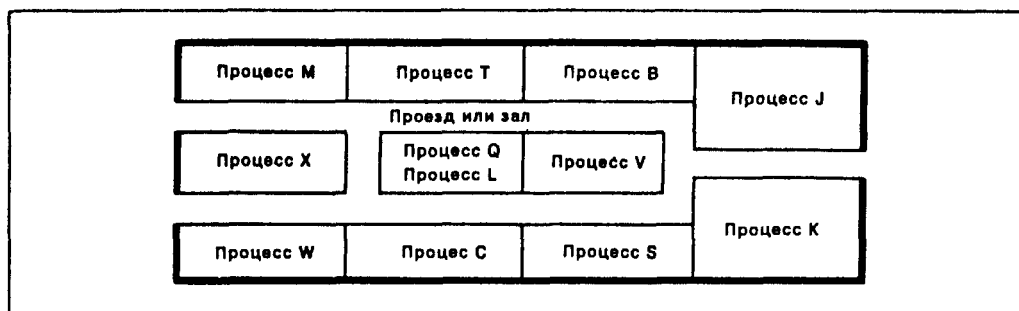 Процесс M
Процесс T
Процесс B
Процесс J
Проезд или зал
Процесс X
Процесс Q
Процесс L
Процесс V
Процесс W
Процес C
Процесс S
Процесс K